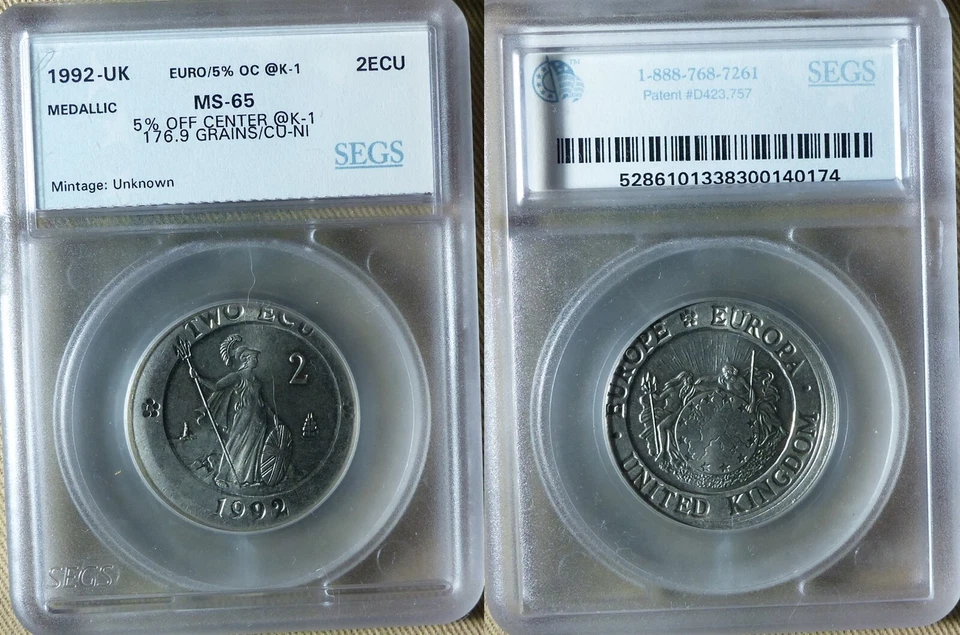 1992-UK EURO/5% OC @K-1 2ECU
MEDALLIC MS-65
5% OFF CENTER @K-1
176.9 GRAINS/CU-NI
SEGS
Mintage: Unknown
TWO ECU
2
1992
SEGS
TM
1-888-768-7261 SEGS
Patent #D423,757
5286101338300140174
EUROPE EUROPA
UNITED KINGDOM